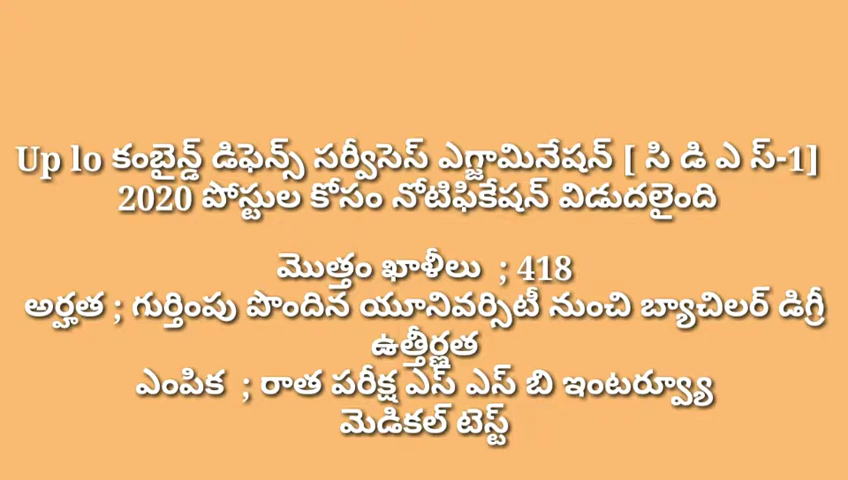 Up lo కంబైన్డ్ డిఫెన్స్ సర్వీసెస్ ఎగ్జామినేషన్ [ సి డి ఎ స్-1]
2020 పోస్టుల కోసం నోటిఫికేషన్ విడుదలైంది
మొత్తం ఖాళీలు ; 418
అర్హత ; గుర్తింపు పొందిన యూనివర్సిటీ నుంచి బ్యాచిలర్ డిగ్రీ
ఉత్తీర్ణత
ఎంపిక ; రాత పరీక్ష ఎస్ ఎస్ బి ఇంటర్వ్యూ
మెడికల్ టెస్ట్